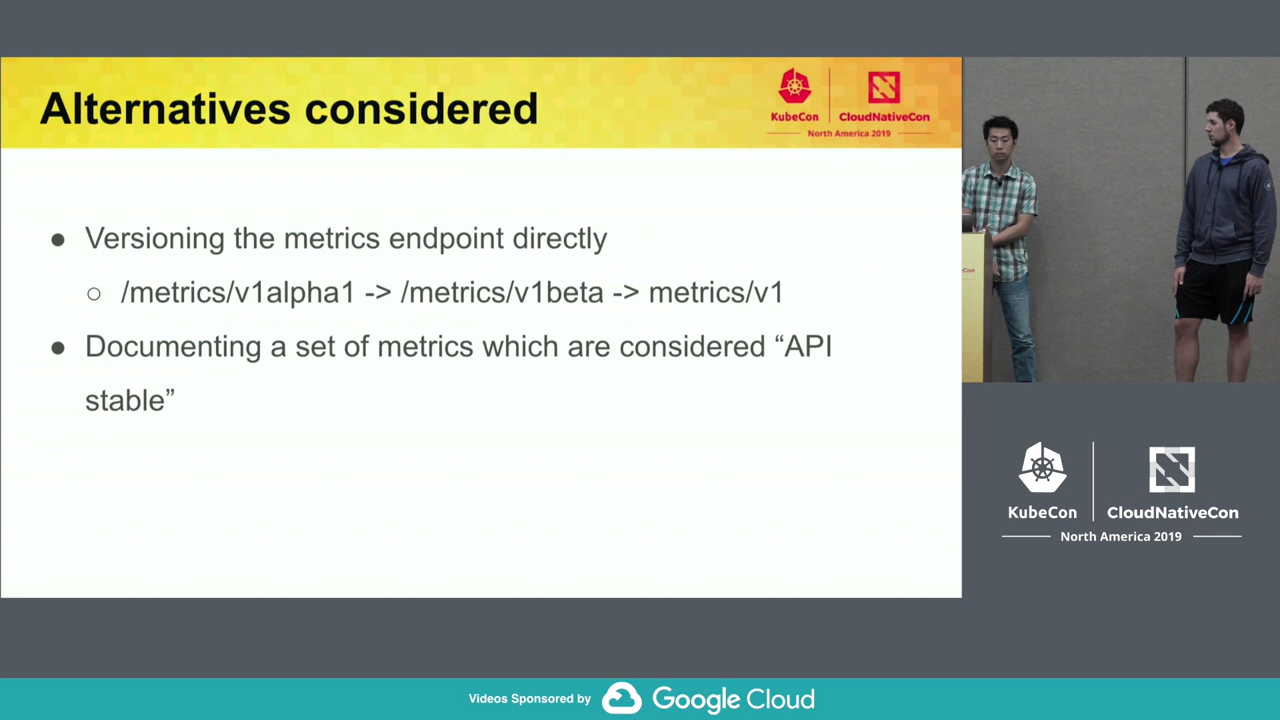 Alternatives considered
KubeCon
CloudNativeCon
North America 2019
● Versioning the metrics endpoint directly
○ /metrics/v1alpha1 -> /metrics/v1beta -> metrics/v1
● Documenting a set of metrics which are considered “API
stable”
KubeCon
CloudNativeCon
North America 2019
Videos Sponsored by
Google Cloud